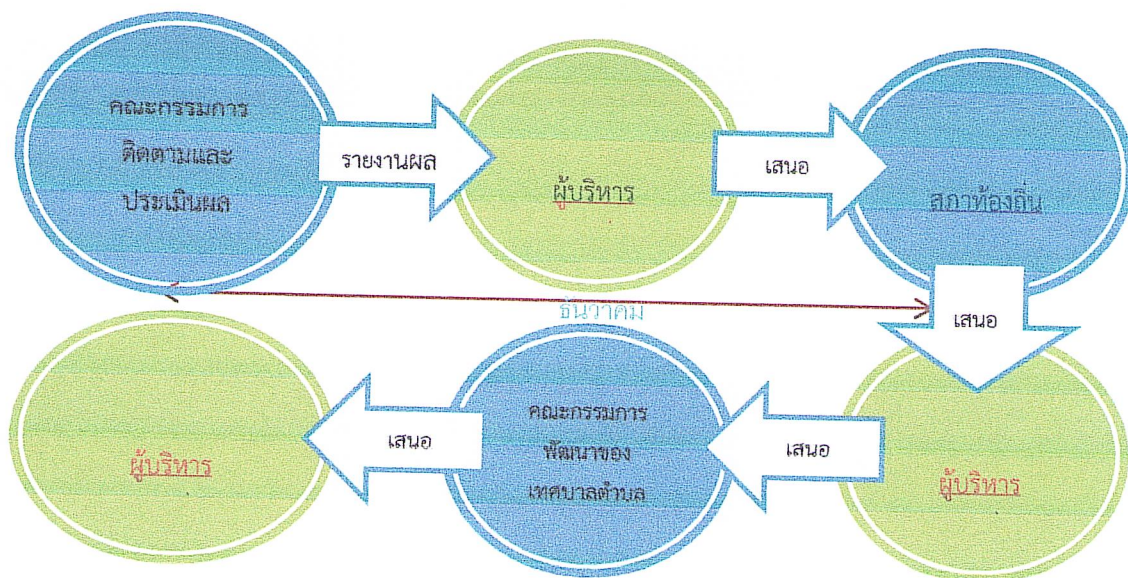 คณะกรรมการ
ติดตามและ
ประเมินผล
รายงานผล
ผู้บริหาร
เสนอ
สภาท้องถิ่น
ธันวาคม
เสนอ
ผู้บริหาร
เสนอ
คณะกรรมการ
พัฒนาของ
เทศบาลตำบล
เสนอ
ผู้บริหาร